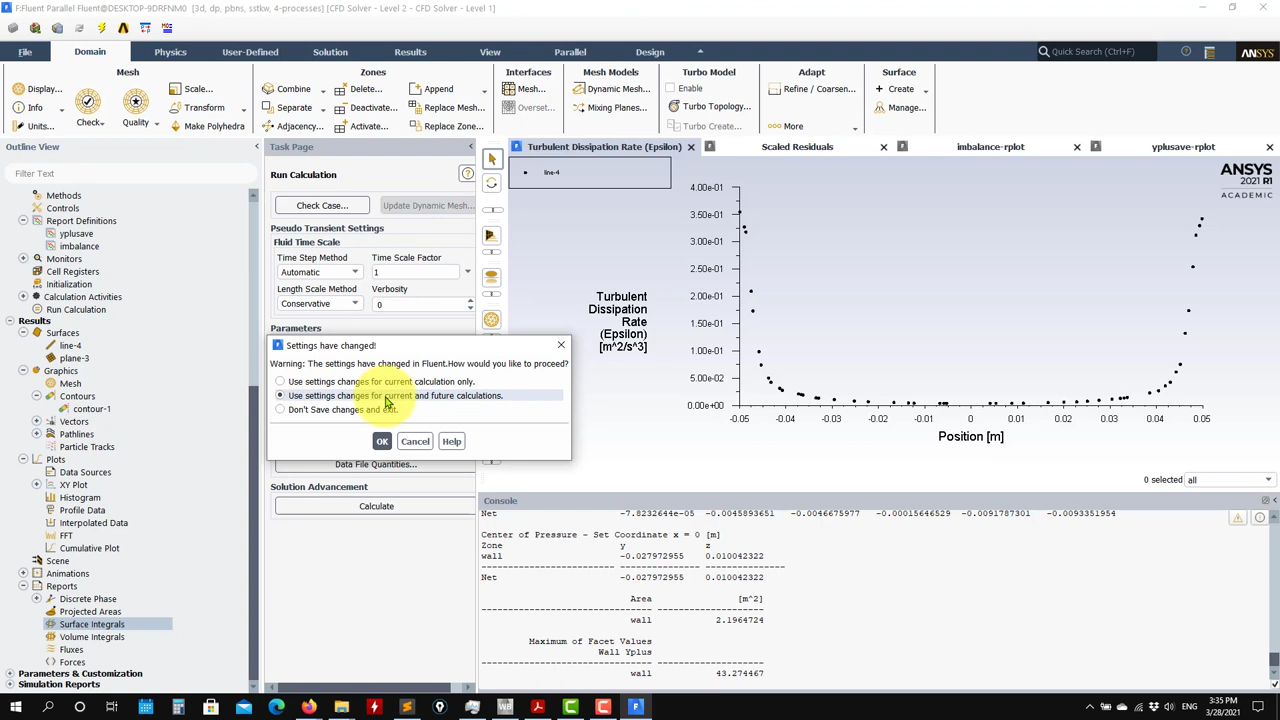 F:Fluent Parallel Fluent@DESKTOP-9DRFNM0 [3d, dp, pbns, sstkw, 4-processes] [CFD Solver - Level 2 - CFD Solver - Level 1]
File Domain Physics User-Defined Solution Results View Parallel Design Quick Search (Ctrl+F) ANSYS
Mesh Zones Interfaces Mesh Models Turbo Model Adapt Surface
Display... Scale... Combine Delete... Append Mesh... Dynamic Mesh... Enable Refine / Coarsen... Create
Info Transform Separate Deactivate... Replace Mesh... Overset... Mixing Planes... Turbo Topology... Manage...
Units... Check Quality Make Polyhedra Adjacency... Activate... Replace Zone... Turbo Create... More
Outline View
Filter Text
Methods
Controls
Report Definitions
yplusave
imbalance
Monitors
Cell Registers
Initialization
Calculation Activities
Run Calculation
Results
Surfaces
line-4
plane-3
Graphics
Mesh
Contours
contour-1
Vectors
Pathlines
Particle Tracks
Plots
Data Sources
XY Plot
Histogram
Profile Data
Interpolated Data
FFT
Cumulative Plot
Scene
Animations
Reports
Discrete Phase
Projected Areas
Surface Integrals
Volume Integrals
Fluxes
Forces
Parameters & Customization
Simulation Reports
Task Page
Run Calculation
Check Case... Update Dynamic Mesh...
Pseudo Transient Settings
Fluid Time Scale
Time Step Method Time Scale Factor
Automatic 1
Length Scale Method Verbosity
Conservative 0
Parameters
Settings have changed!
Warning: The settings have changed in Fluent.How would you like to proceed?
Use settings changes for current calculation only.
Use settings changes for current and future calculations.
Don't Save changes and exit.
OK Cancel Help
Data File Quantities...
Solution Advancement
Calculate
Turbulent Dissipation Rate (Epsilon) Scaled Residuals imbalance-rplot yplusave-rplot
line-4
ANSYS
2021 R1
ACADEMIC
4.00e-01
3.50e-01
3.00e-01
2.50e-01
2.00e-01
1.50e-01
1.00e-01
5.00e-02
0.00e+00
Turbulent
Dissipation
Rate
(Epsilon)
[m^2/s^3]
-0.05 -0.04 -0.03 -0.02 -0.01 0 0.01 0.02 0.03 0.04 0.05
Position [m]
0 selected all
Console
Net -7.8232644e-05 -0.0045893651 -0.0046675977 -0.00015646529 -0.0091787301 -0.0093351954
Center of Pressure - Set Coordinate x = 0 [m]
Zone y z
wall -0.027972955 0.010042322
Net -0.027972955 0.010042322
Area [m^2]
wall 2.1964724
Maximum of Facet Values
Wall Yplus
wall 43.274467
ENG 3:35 PM
3/28/2021